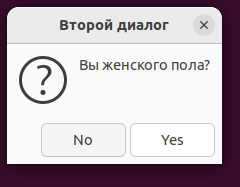 Второй диалог
Вы женского пола?
No
Yes